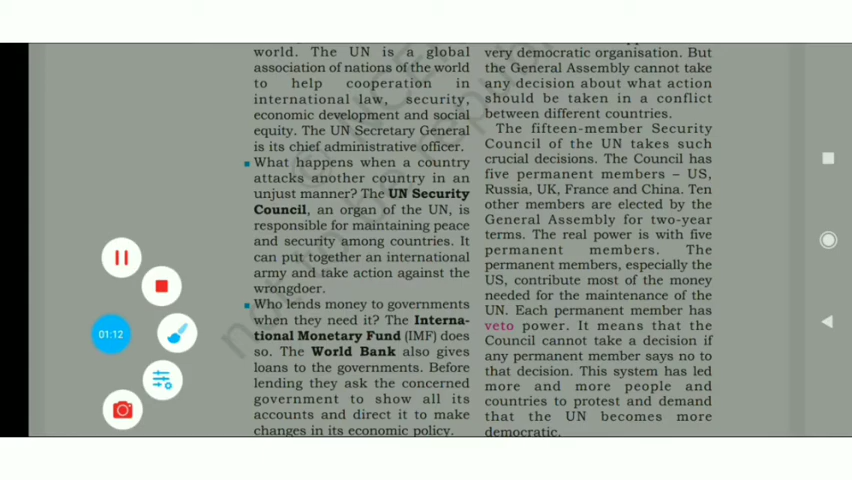 world. The UN is a global
association of nations of the world
to help cooperation in
international law, security,
economic development and social
equity. The UN Secretary General
is its chief administrative officer.
What happens when a country
attacks another country in an
unjust manner? The UN Security
Council, an organ of the UN, is
responsible for maintaining peace
and security among countries. It
can put together an international
army and take action against the
wrongdoer.
Who lends money to governments
when they need it? The Interna-
tional Monetary Fund (IMF) does
so. The World Bank also gives
loans to the governments. Before
lending they ask the concerned
government to show all its
accounts and direct it to make
changes in its economic policy.
very democratic organisation. But
the General Assembly cannot take
any decision about what action
should be taken in a conflict
between different countries.
The fifteen-member Security
Council of the UN takes such
crucial decisions. The Council has
five permanent members – US,
Russia, UK, France and China. Ten
other members are elected by the
General Assembly for two-year
terms. The real power is with five
permanent members. The
permanent members, especially the
US, contribute most of the money
needed for the maintenance of the
UN. Each permanent member has
veto power. It means that the
Council cannot take a decision if
any permanent member says no to
that decision. This system has led
more and more people and
countries to protest and demand
that the UN becomes more
democratic.
01:12